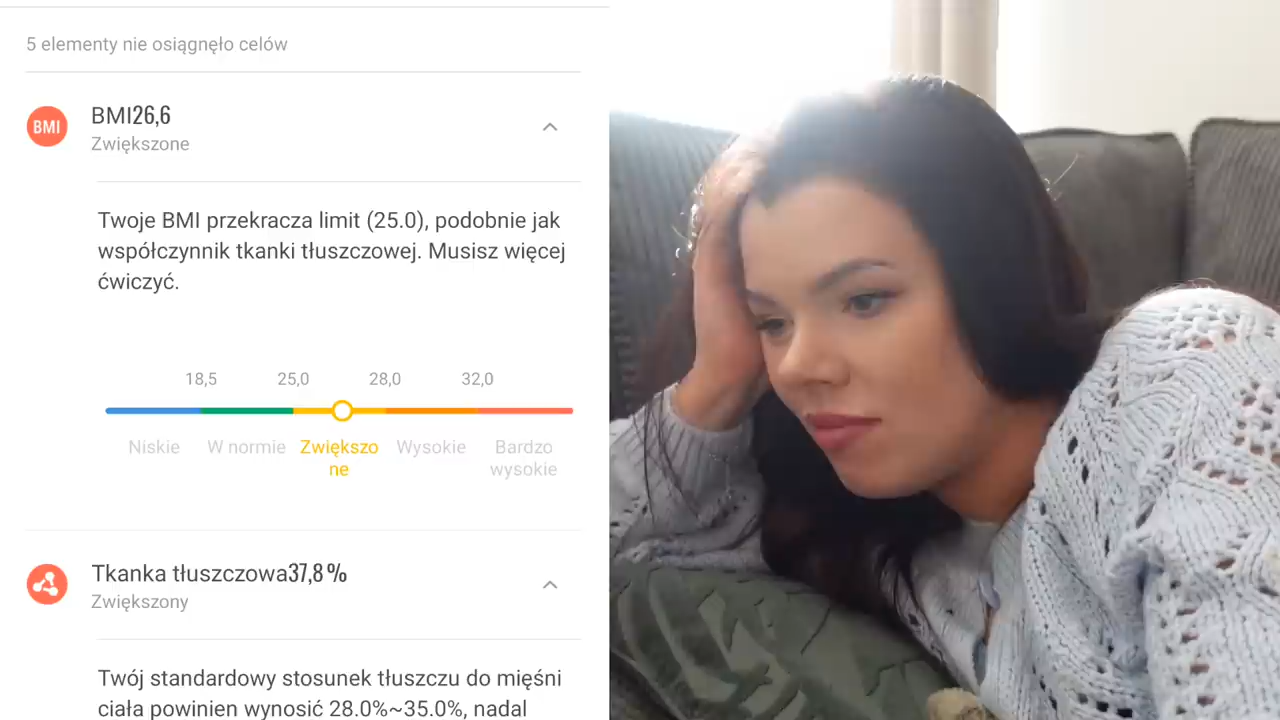 5 elementy nie osiągnęło celów
BMI
BMI26,6
Zwiększone
Twoje BMI przekracza limit (25.0), podobnie jak
współczynnik tkanki tłuszczowej. Musisz więcej
ćwiczyć.
18,5 25,0 28,0 32,0
Niskie W normie Zwiększo Wysokie Bardzo
ne wysokie
Tkanka tłuszczowa37,8 %
Zwiększony
Twój standardowy stosunek tłuszczu do mięśni
ciała powinien wynosić 28.0%~35.0%, nadal